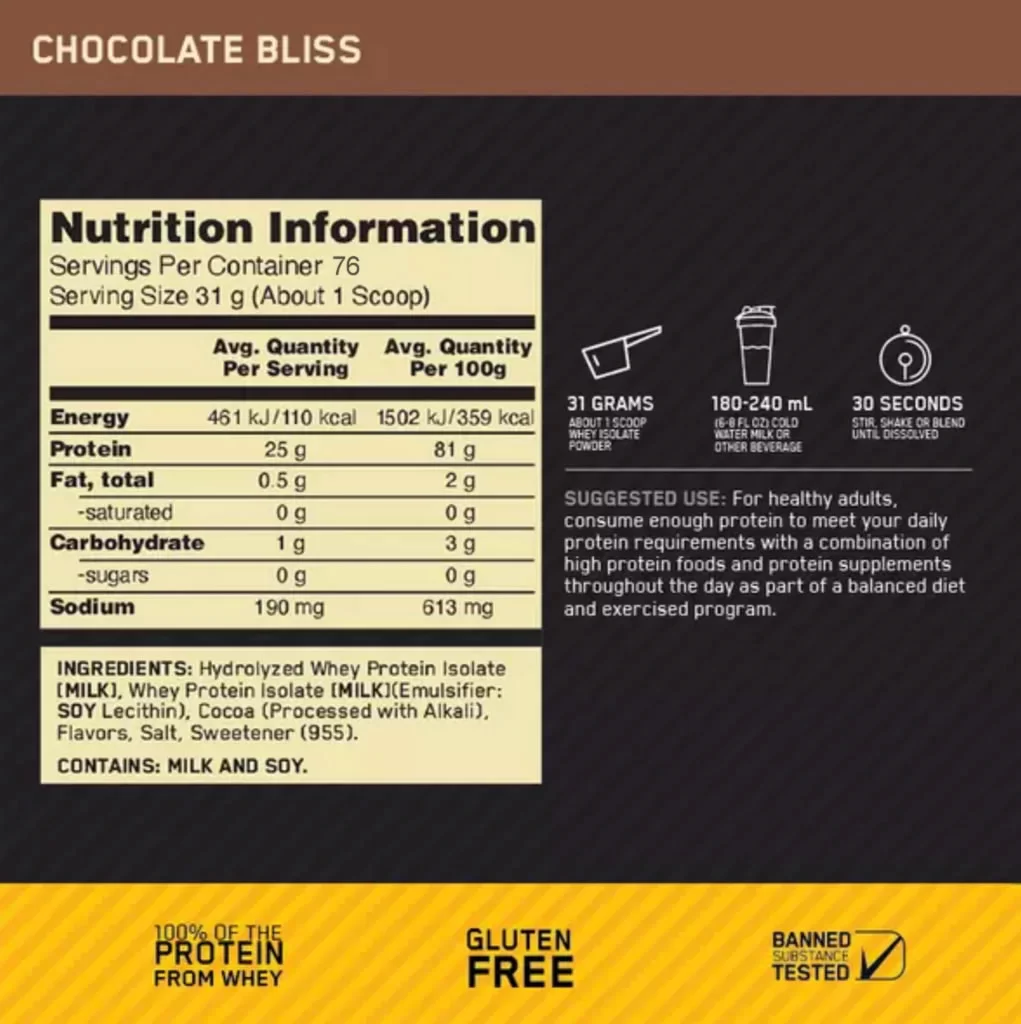 CHOCOLATE BLISS
Nutrition Information
Servings Per Container 76
Serving Size 31 g (About 1 Scoop)
Avg. Quantity Per Serving Avg. Quantity Per 100g
Energy 461 kJ/110 kcal 1502 kJ/359 kcal
Protein 25 g 81 g
Fat, total 0.5 g 2 g
-saturated 0 g 0 g
Carbohydrate 1 g 3 g
-sugars 0 g 0 g
Sodium 190 mg 613 mg
INGREDIENTS: Hydrolyzed Whey Protein Isolate
[MILK], Whey Protein Isolate [MILK](Emulsifier:
SOY Lecithin), Cocoa (Processed with Alkali),
Flavors, Salt, Sweetener (955).
CONTAINS: MILK AND SOY.
31 GRAMS
ABOUT 1 SCOOP
WHEY ISOLATE
POWDER
180-240 mL
(6-8 FL OZ) COLD
WATER MILK OR
OTHER BEVERAGE
30 SECONDS
STIR, SHAKE OR BLEND
UNTIL DISSOLVED
SUGGESTED USE: For healthy adults,
consume enough protein to meet your daily
protein requirements with a combination of
high protein foods and protein supplements
throughout the day as part of a balanced diet
and exercised program.
100% OF THE
PROTEIN
FROM WHEY
GLUTEN
FREE
BANNED
SUBSTANCE
TESTED